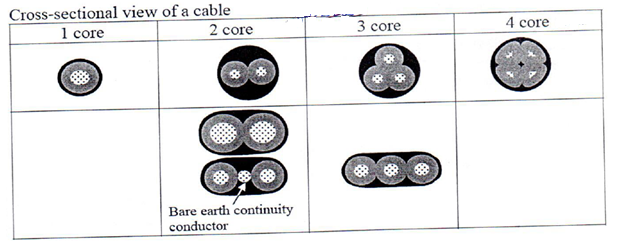 Cross-sectional view of a cable
1 core 2 core 3 core 4 core
Bare earth continuity
conductor